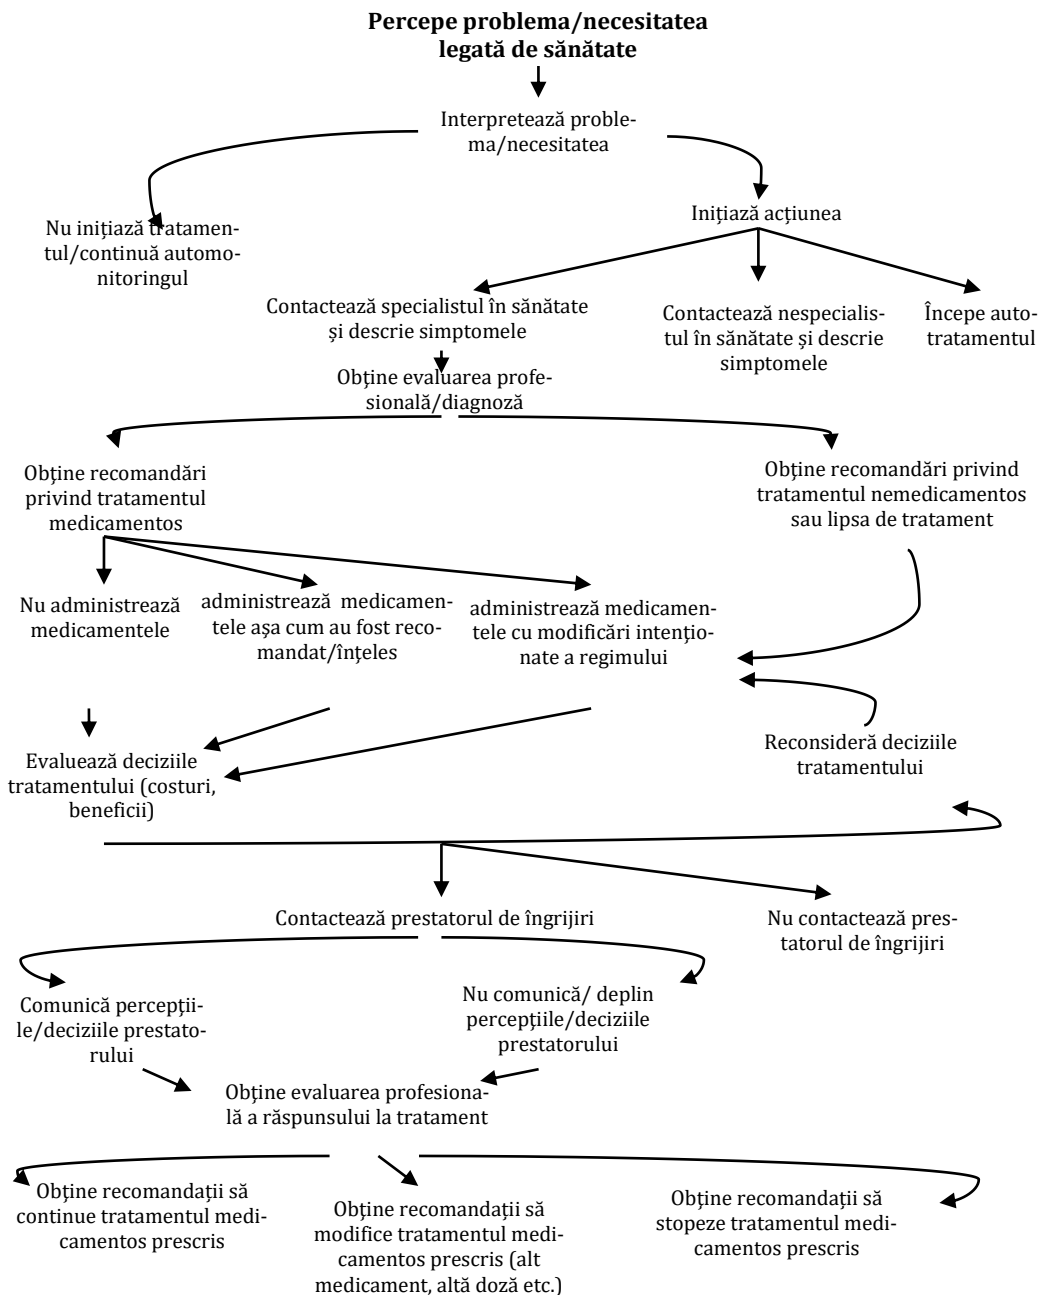 Percepe problema/necesitatea
legată de sănătate
Interpretează proble-
ma/necesitatea
Nu inițiază tratamen-
tul/continuă automo-
nitoringul
Inițiază acțiunea
Contactează specialistul în sănătate
și descrie simptomele
Contactează nespecialis-
tul în sănătate și descrie
simptomele
Începe auto-
tratamentul
Obține evaluarea profe-
sională/diagnoză
Obține recomandări
privind tratamentul
medicamentos
Obține recomandări privind
tratamentul nemedicamentos
sau lipsa de tratament
Nu administrează
medicamentele
administrează medicamen-
tele așa cum au fost reco-
mandat/înțeles
administrează medicamen-
tele cu modificări intențio-
nate a regimului
Evaluează deciziile
tratamentului (costuri,
beneficii)
Reconsideră deciziile
tratamentului
Contactează prestatorul de îngrijiri
Nu contactează pres-
tatorul de îngrijiri
Comunică percepții-
le/deciziile prestato-
rului
Nu comunică/ deplin
percepțiile/deciziile
prestatorului
Obține evaluarea profesiona-
lă a răspunsului la tratament
Obține recomandații să
continue tratamentul medi-
camentos prescris
Obține recomandații să
modifice tratamentul medi-
camentos prescris (alt
medicament, altă doză etc.)
Obține recomandații să
stopeze tratamentul medi-
camentos prescris